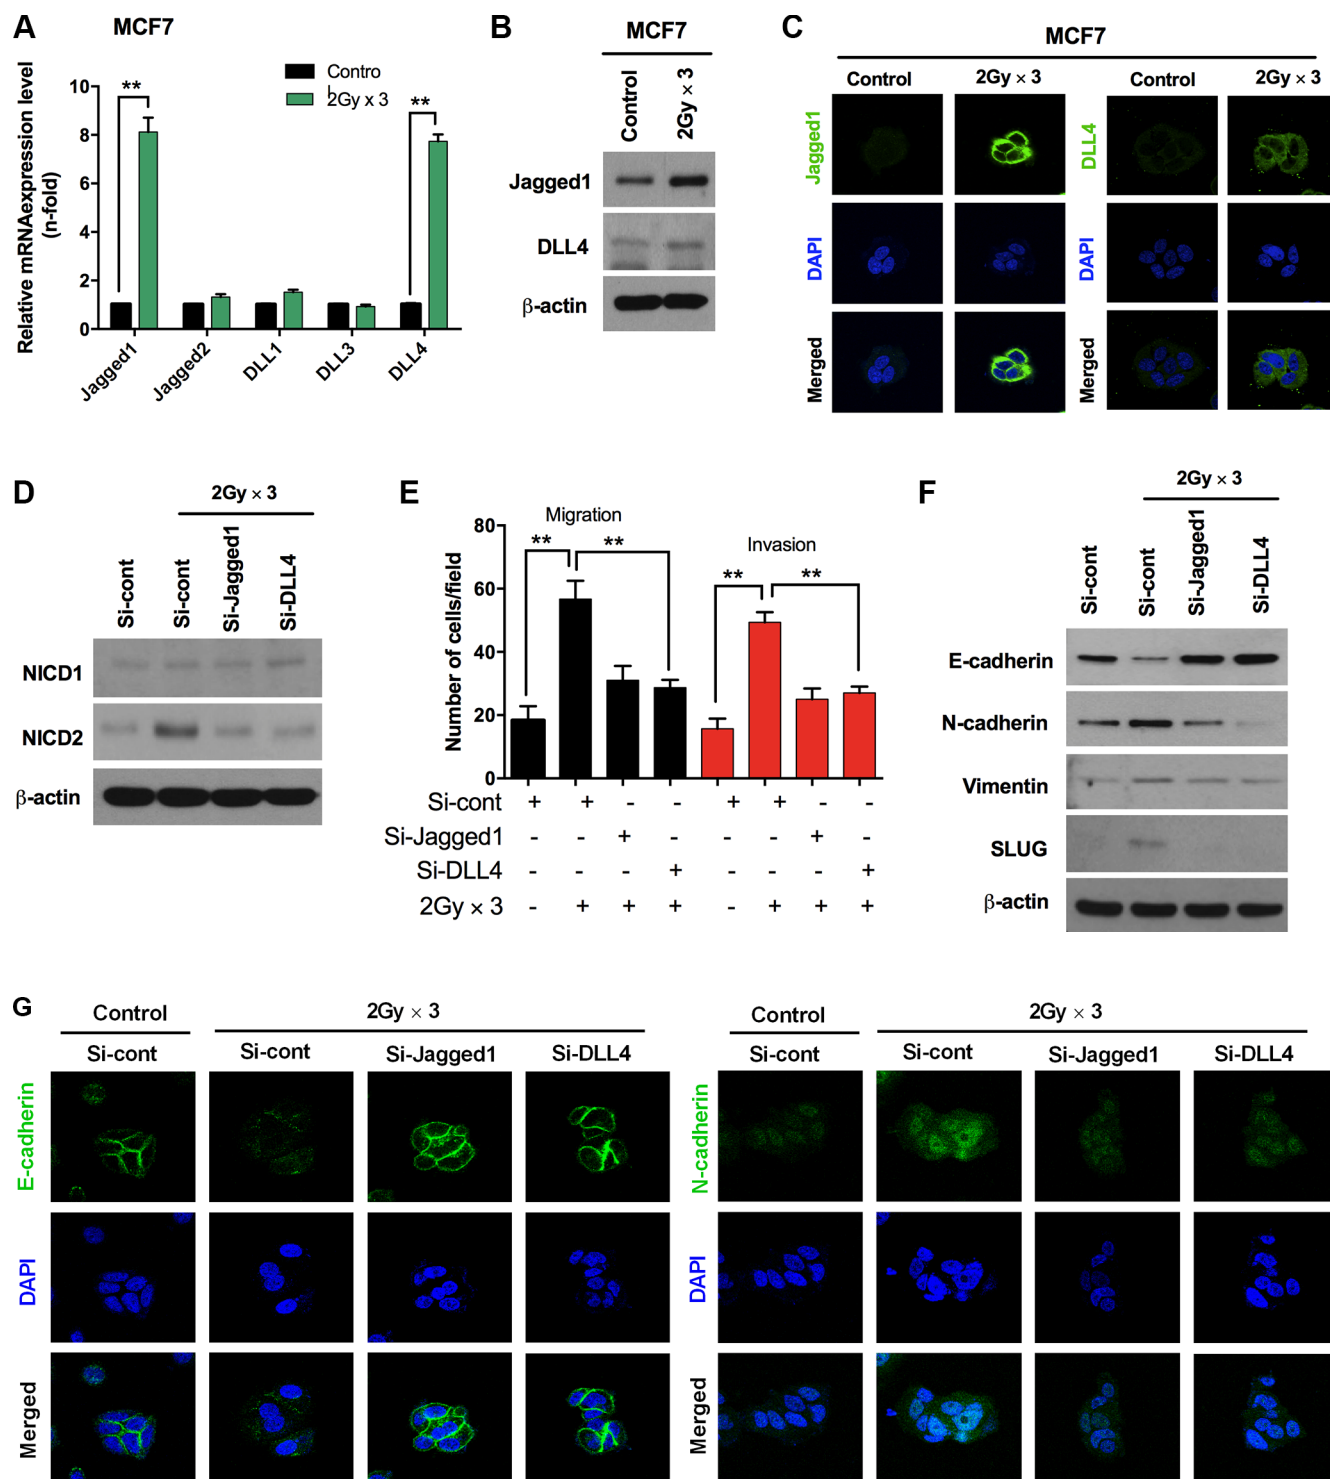 A
MCF7
Contro
l
2Gy x 3
Relative mRNAexpression level
(n-fold)
10
8
6
4
2
0
**
**
Jagged1
Jagged2
DLL1
DLL3
DLL4
B
MCF7
Control
2Gy × 3
Jagged1
DLL4
β-actin
C
MCF7
Control
2Gy × 3
Control
2Gy × 3
Jagged1
DLL4
DAPI
DAPI
Merged
Merged
D
2Gy × 3
Si-cont
Si-cont
Si-Jagged1
Si-DLL4
NICD1
NICD2
β-actin
E
Migration
Invasion
** ** ** **
Number of cells/field
80
60
40
20
0
Si-cont + + - - + + - -
Si-Jagged1 - - + - - - + -
Si-DLL4 - - - + - - - +
2Gy × 3 - + + + - + + +
F
2Gy × 3
Si-cont
Si-cont
Si-Jagged1
Si-DLL4
E-cadherin
N-cadherin
Vimentin
SLUG
β-actin
G
Control
2Gy × 3
Si-cont
Si-cont
Si-Jagged1
Si-DLL4
E-cadherin
DAPI
Merged
Control
2Gy × 3
Si-cont
Si-cont
Si-Jagged1
Si-DLL4
N-cadherin
DAPI
Merged